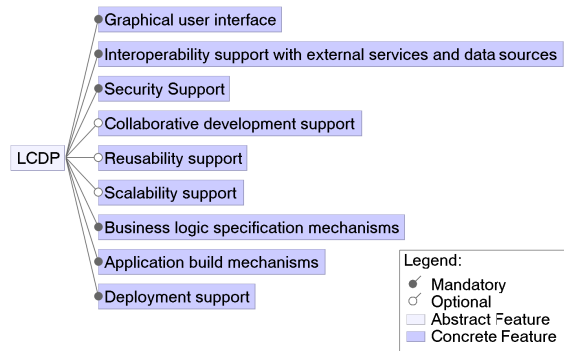 Graphical user interface
Interoperability support with external services and data sources
Security Support
Collaborative development support
LCDP
Reusability support
Scalability support
Business logic specification mechanisms
Application build mechanisms
Deployment support
Legend:
Mandatory
Optional
Abstract Feature
Concrete Feature